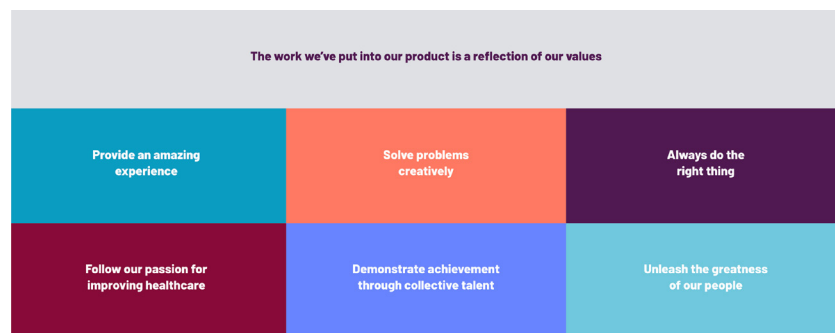 The work we've put into our product is a reflection of our values
Provide an amazing
experience
Solve problems
creatively
Always do the
right thing
Follow our passion for
improving healthcare
Demonstrate achievement
through collective talent
Unleash the greatness
of our people